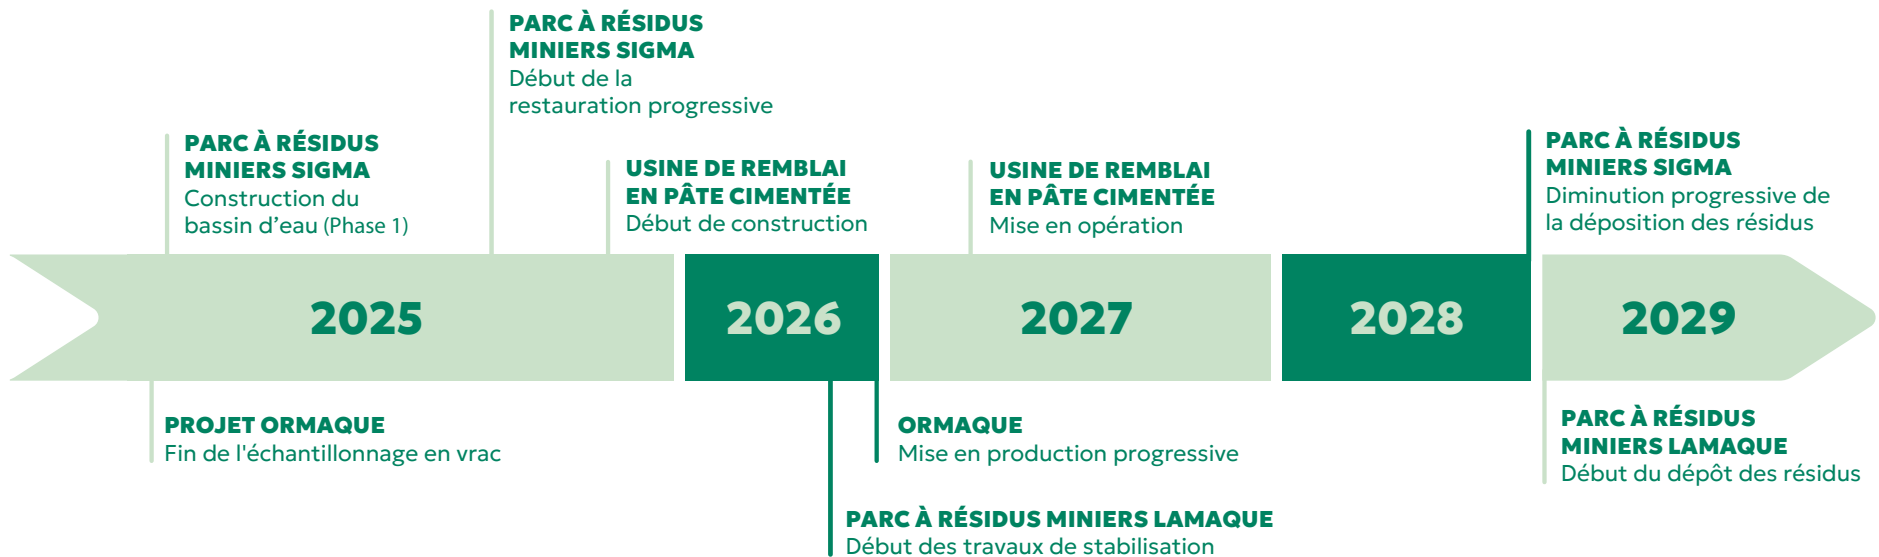 PARC À RÉSIDUS
MINIERS SIGMA
Début de la
restauration progressive
PARC À RÉSIDUS
MINIERS SIGMA
Construction du
bassin d’eau (Phase 1)
USINE DE REMBLAI
EN PÂTE CIMENTÉE
Début de construction
USINE DE REMBLAI
EN PÂTE CIMENTÉE
Mise en opération
PARC À RÉSIDUS
MINIERS SIGMA
Diminution progressive de
la déposition des résidus
2025
2026
2027
2028
2029
PROJET ORMAQUE
Fin de l'échantillonnage en vrac
ORMAQUE
Mise en production progressive
PARC À RÉSIDUS
MINIERS LAMAQUE
Début du dépôt des résidus
PARC À RÉSIDUS MINIERS LAMAQUE
Début des travaux de stabilisation